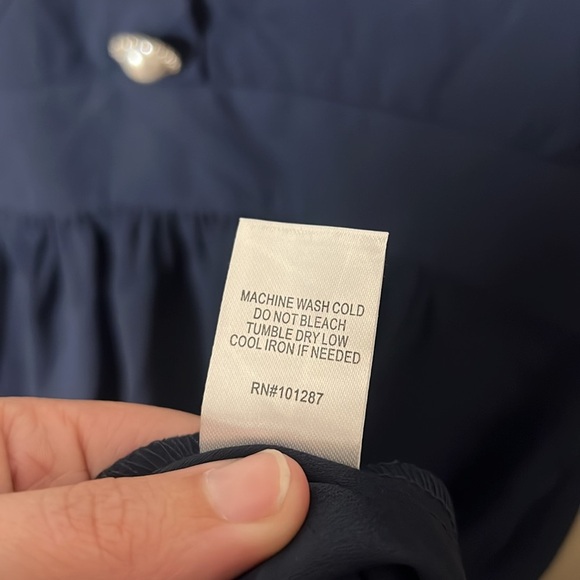 MACHINE WASH COLD
DO NOT BLEACH
TUMBLE DRY LOW
COOL IRON IF NEEDED
RN#101287